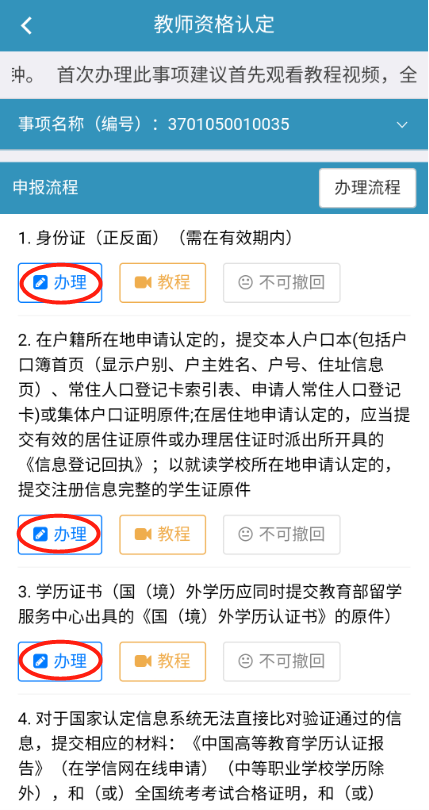 教师资格认定
钟。 首次办理此事项建议首先观看教程视频，全
事项名称（编号）：3701050010035
申报流程
办理流程
1. 身份证（正反面）（需在有效期内）
办理 教程 不可撤回
2. 在户籍所在地申请认定的，提交本人户口本(包括户
口簿首页（显示户别、户主姓名、户号、住址信息
页）、常住人口登记卡索引表、申请人常住人口登记
卡)或集体户口证明原件;在居住地申请认定的，应当提
交有效的居住证原件或办理居住证时派出所开具的
《信息登记回执》；以就读学校所在地申请认定的，
提交注册信息完整的学生证原件
办理 教程 不可撤回
3. 学历证书（国（境）外学历应同时提交教育部留学
服务中心出具的《国（境）外学历认证书》的原件）
办理 教程 不可撤回
4. 对于国家认定信息系统无法直接比对验证通过的信
息，提交相应的材料：《中国高等教育学历认证报
告》（在学信网在线申请）（中等职业学校学历除
外），和（或）全国统考考试合格证明，和（或）